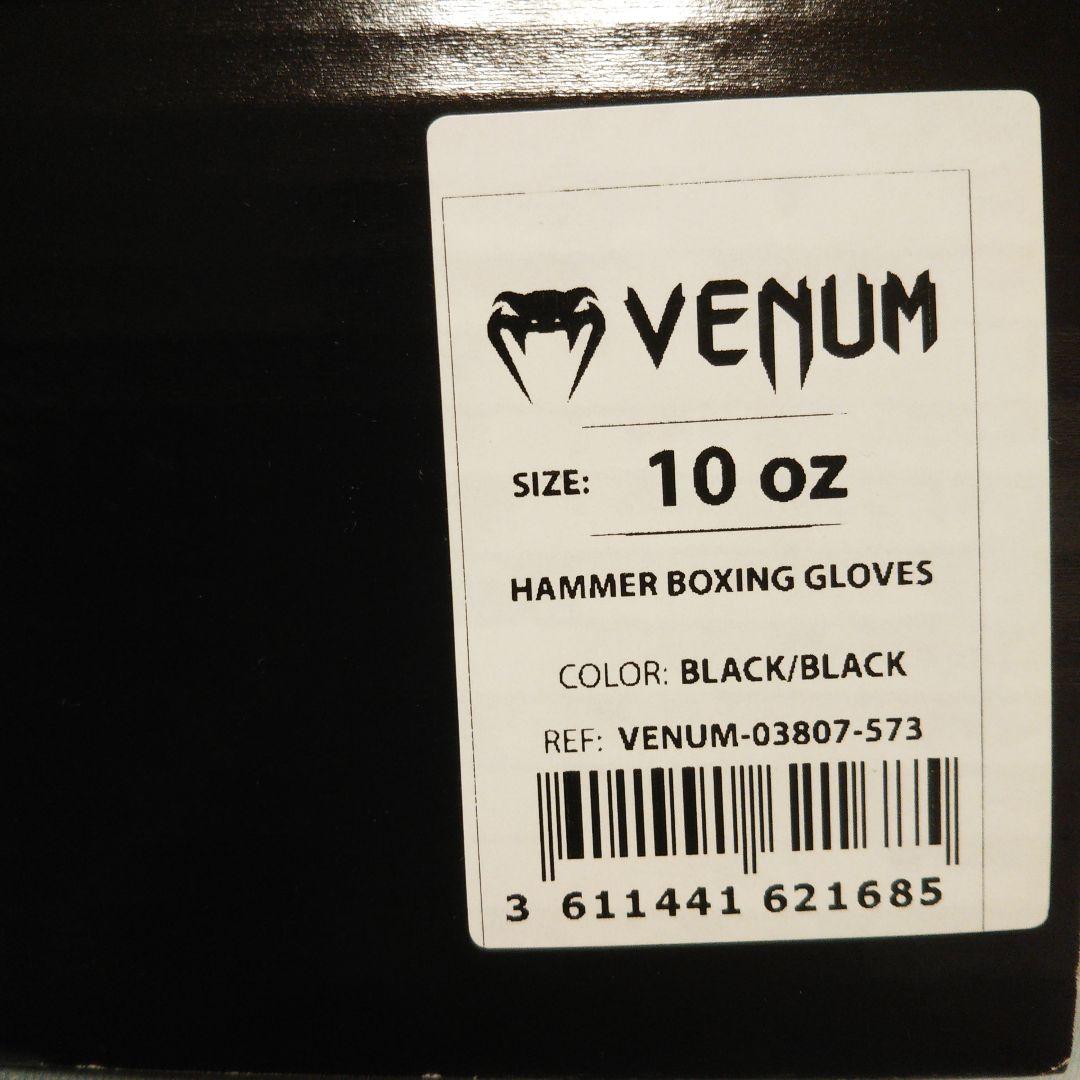 VENUM
SIZE: 10 oz
HAMMER BOXING GLOVES
COLOR: BLACK/BLACK
REF: VENUM-03807-573
3 611441 621685